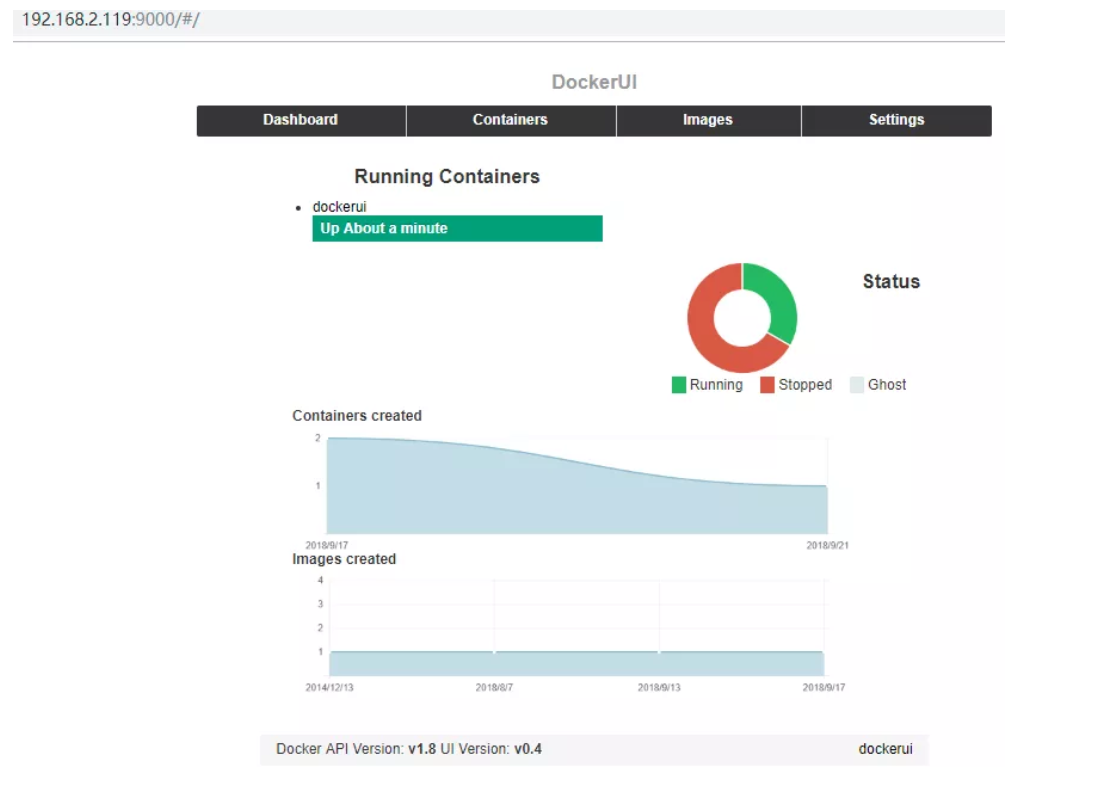 192.168.2.119:9000/#/
DockerUI
Dashboard Containers Images Settings
Running Containers
dockerui
Up About a minute
Status
Running Stopped Ghost
Containers created
2
1
2018/9/17 2018/9/21
Images created
4
3
2
1
2014/12/13 2018/8/7 2018/9/13 2018/9/17
Docker API Version: v1.8 UI Version: v0.4 dockerui